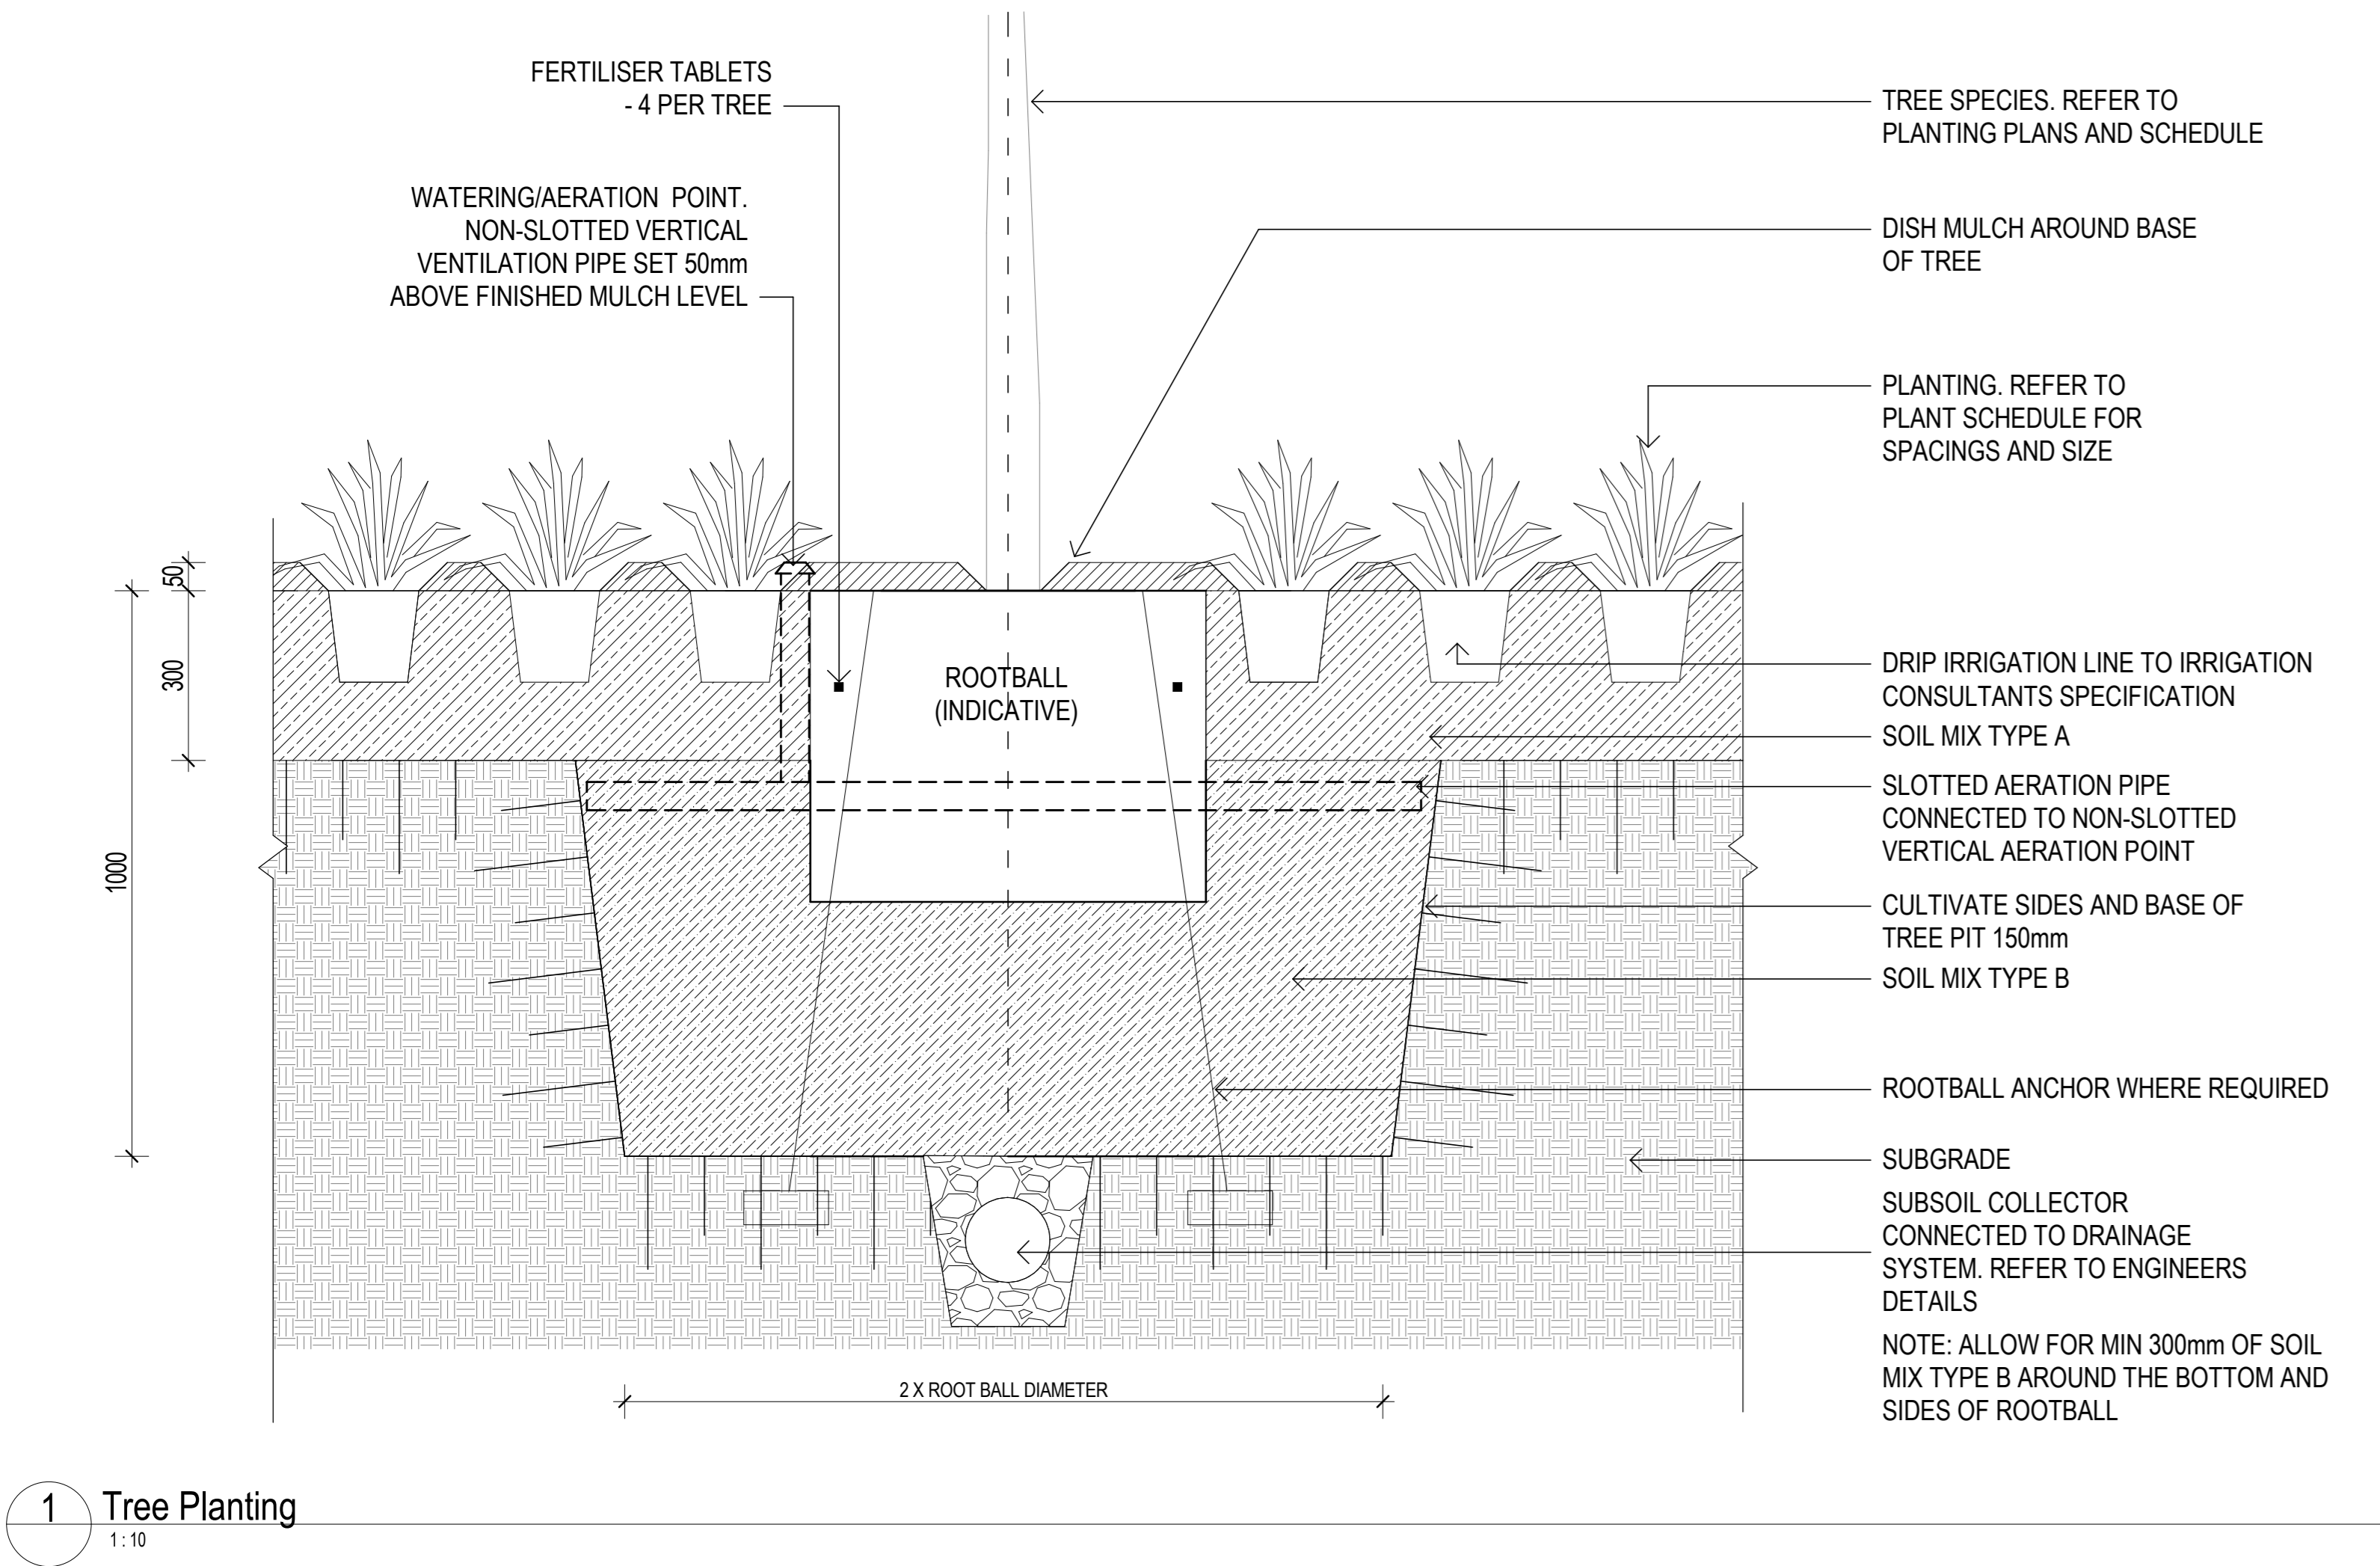 FERTILISER TABLETS
- 4 PER TREE
WATERING/AERATION  POINT.
NON-SLOTTED VERTICAL
VENTILATION PIPE SET 50mm
ABOVE FINISHED MULCH LEVEL
TREE SPECIES. REFER TO
PLANTING PLANS AND SCHEDULE
DISH MULCH AROUND BASE
OF TREE
PLANTING. REFER TO
PLANT SCHEDULE FOR
SPACINGS AND SIZE
50
300
1000
ROOTBALL
(INDICATIVE)
DRIP IRRIGATION LINE TO IRRIGATION
CONSULTANTS SPECIFICATION
SOIL MIX TYPE A
SLOTTED AERATION PIPE
CONNECTED TO NON-SLOTTED
VERTICAL AERATION POINT
CULTIVATE SIDES AND BASE OF
TREE PIT 150mm
SOIL MIX TYPE B
ROOTBALL ANCHOR WHERE REQUIRED
SUBGRADE
SUBSOIL COLLECTOR
CONNECTED TO DRAINAGE
SYSTEM. REFER TO ENGINEERS
DETAILS
NOTE: ALLOW FOR MIN 300mm OF SOIL
MIX TYPE B AROUND THE BOTTOM AND
SIDES OF ROOTBALL
2 X ROOT BALL DIAMETER
1
Tree Planting
1 : 10